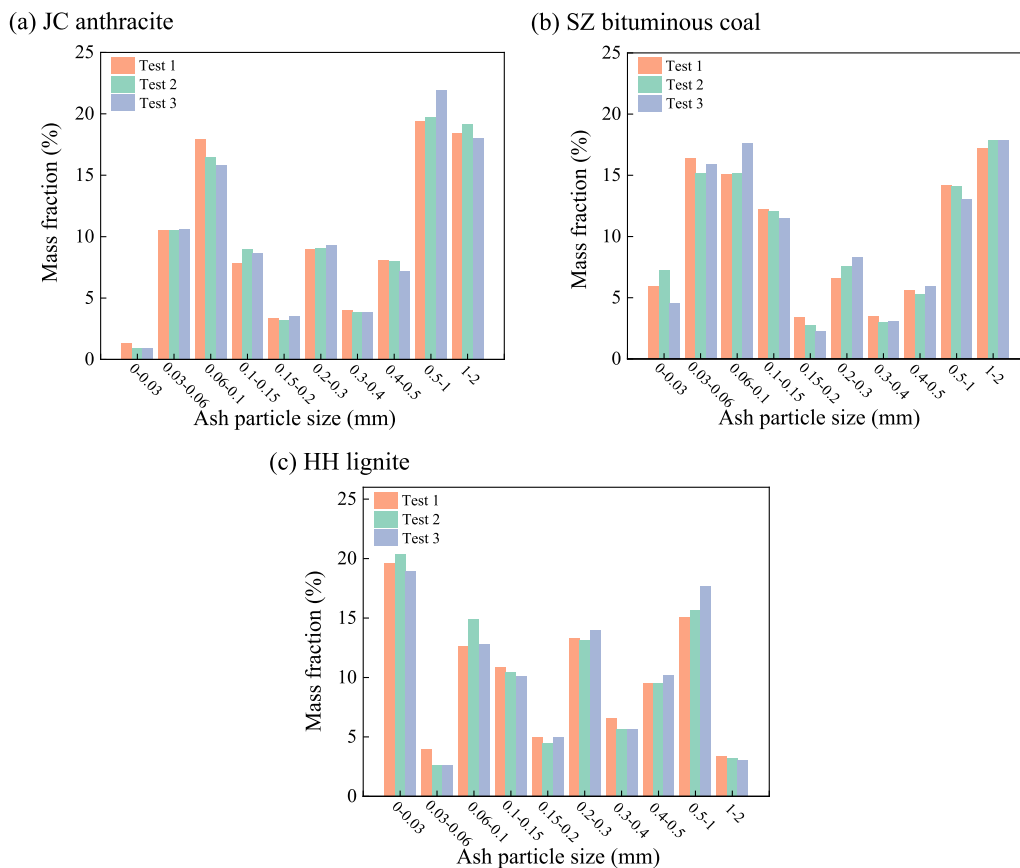 (a) JC anthracite
25
20
15
10
5
0
Mass fraction (%)
Test 1
Test 2
Test 3
0-0.03
0.03-0.06
0.06-0.1
0.1-0.15
0.15-0.2
0.2-0.3
0.3-0.4
0.4-0.5
0.5-1
1-2
Ash particle size (mm)
(b) SZ bituminous coal
25
20
15
10
5
0
Mass fraction (%)
Test 1
Test 2
Test 3
0-0.03
0.03-0.06
0.06-0.1
0.1-0.15
0.15-0.2
0.2-0.3
0.3-0.4
0.4-0.5
0.5-1
1-2
Ash particle size (mm)
(c) HH lignite
25
20
15
10
5
0
Mass fraction (%)
Test 1
Test 2
Test 3
0-0.03
0.03-0.06
0.06-0.1
0.1-0.15
0.15-0.2
0.2-0.3
0.3-0.4
0.4-0.5
0.5-1
1-2
Ash particle size (mm)